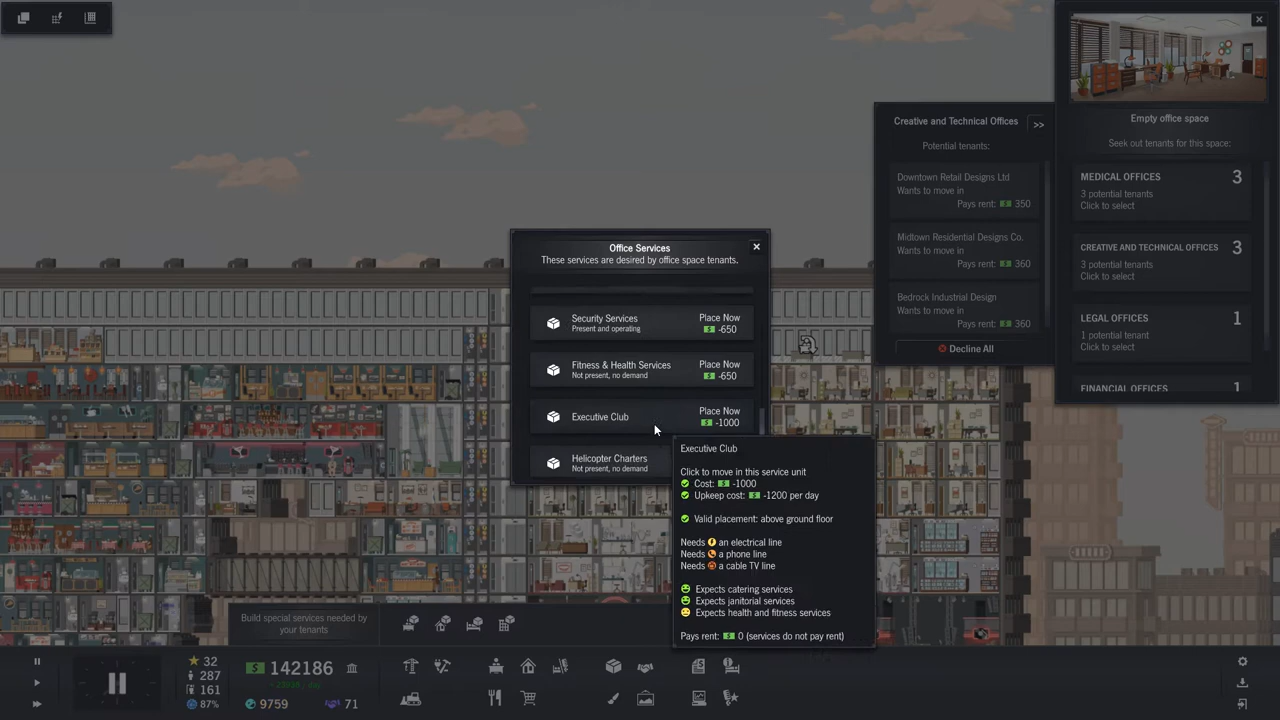 Office Services
These services are desired by office space tenants.
Security Services
Present and operating
Place Now
-650
Fitness & Health Services
Not present, no demand
Place Now
-650
Executive Club
Place Now
-1000
Helicopter Charters
Not present, no demand
Executive Club
Click to move in this service unit
Cost: -1000
Upkeep cost: -1200 per day
Valid placement: above ground floor
Needs an electrical line
Needs a phone line
Needs a cable TV line
Expects catering services
Expects janitorial services
Expects health and fitness services
Pays rent: 0 (services do not pay rent)
Creative and Technical Offices
>>
Potential tenants:
Downtown Retail Designs Ltd
Wants to move in
Pays rent: 350
Midtown Residential Designs Co.
Wants to move in
Pays rent: 360
Bedrock Industrial Design
Wants to move in
Pays rent: 360
Decline All
Empty office space
Seek out tenants for this space:
MEDICAL OFFICES 3
3 potential tenants
Click to select
CREATIVE AND TECHNICAL OFFICES 3
3 potential tenants
Click to select
LEGAL OFFICES 1
1 potential tenant
Click to select
FINANCIAL OFFICES 1
Build special services needed by
your tenants
32
287
161
87%
142186
9759
71